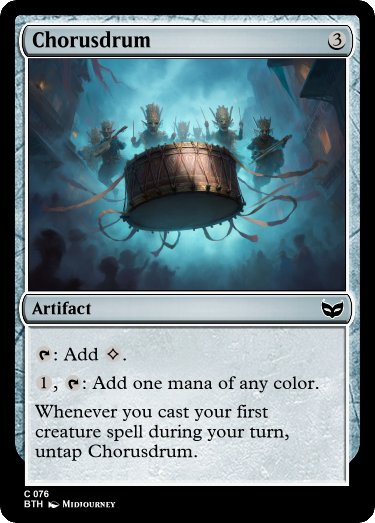 Chorusdrum 3
Artifact
: Add .
1, : Add one mana of any color.
Whenever you cast your first
creature spell during your turn,
untap Chorusdrum.
C 076
BTH Midjourney